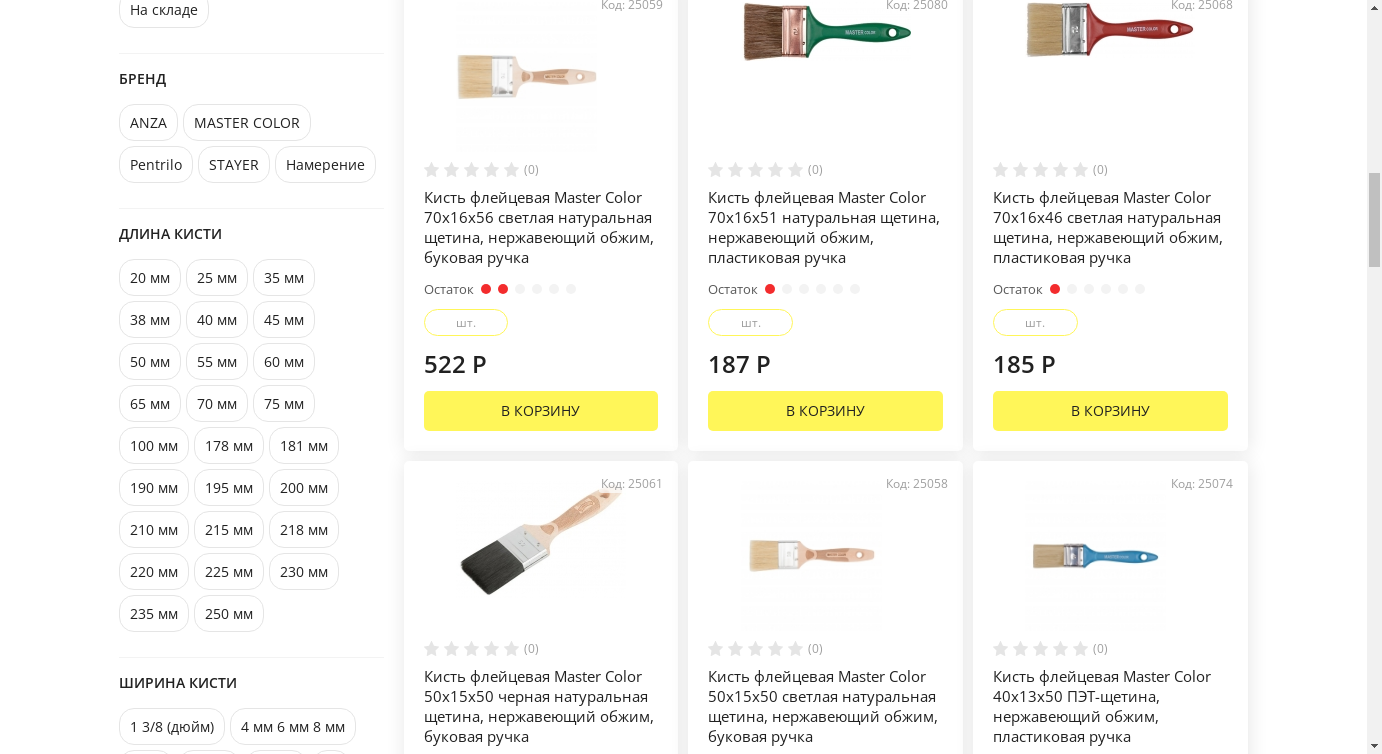 На складе
БРЕНД
ANZA
MASTER COLOR
Pentrilo
STAYER
Намерение
ДЛИНА КИСТИ
20 мм
25 мм
35 мм
38 мм
40 мм
45 мм
50 мм
55 мм
60 мм
65 мм
70 мм
75 мм
100 мм
178 мм
181 мм
190 мм
195 мм
200 мм
210 мм
215 мм
218 мм
220 мм
225 мм
230 мм
235 мм
250 мм
ШИРИНА КИСТИ
1 3/8 (дюйм)
4 мм 6 мм 8 мм
Код: 25059
(0)
Кисть флейцевая Master Color
70х16х56 светлая натуральная
щетина, нержавеющий обжим,
буковая ручка
Остаток
шт.
522 Р
В КОРЗИНУ
Код: 25080
MASTER COLOR
(0)
Кисть флейцевая Master Color
70х16х51 натуральная щетина,
нержавеющий обжим,
пластиковая ручка
Остаток
шт.
187 Р
В КОРЗИНУ
Код: 25068
MASTER COLOR
(0)
Кисть флейцевая Master Color
70х16х46 светлая натуральная
щетина, нержавеющий обжим,
пластиковая ручка
Остаток
шт.
185 Р
В КОРЗИНУ
Код: 25061
(0)
Кисть флейцевая Master Color
50х15х50 черная натуральная
щетина, нержавеющий обжим,
буковая ручка
Код: 25058
(0)
Кисть флейцевая Master Color
50х15х50 светлая натуральная
щетина, нержавеющий обжим,
буковая ручка
Код: 25074
(0)
Кисть флейцевая Master Color
40х13х50 ПЭТ-щетина,
нержавеющий обжим,
пластиковая ручка